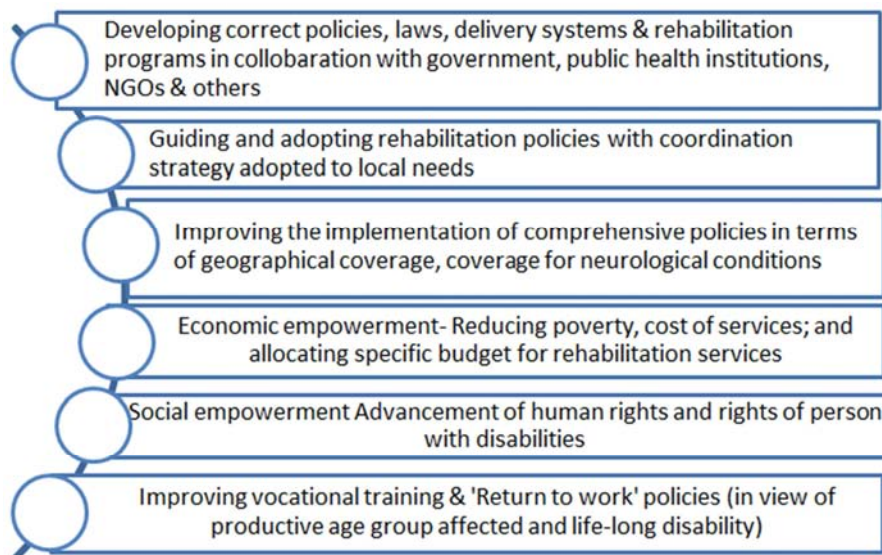 Developing correct policies, laws, delivery systems & rehabilitation
programs in collobaration with government, public health institutions,
NGOs & others
Guiding and adopting rehabilitation policies with coordination
strategy adopted to local needs
Improving the implementation of comprehensive policies in terms
of geographical coverage, coverage for neurological conditions
Economic empowerment- Reducing poverty, cost of services; and
allocating specific budget for rehabilitation services
Social empowerment Advancement of human rights and rights of person
with disabilities
Improving vocational training & 'Return to work' policies (in view of
productive age group affected and life-long disability)